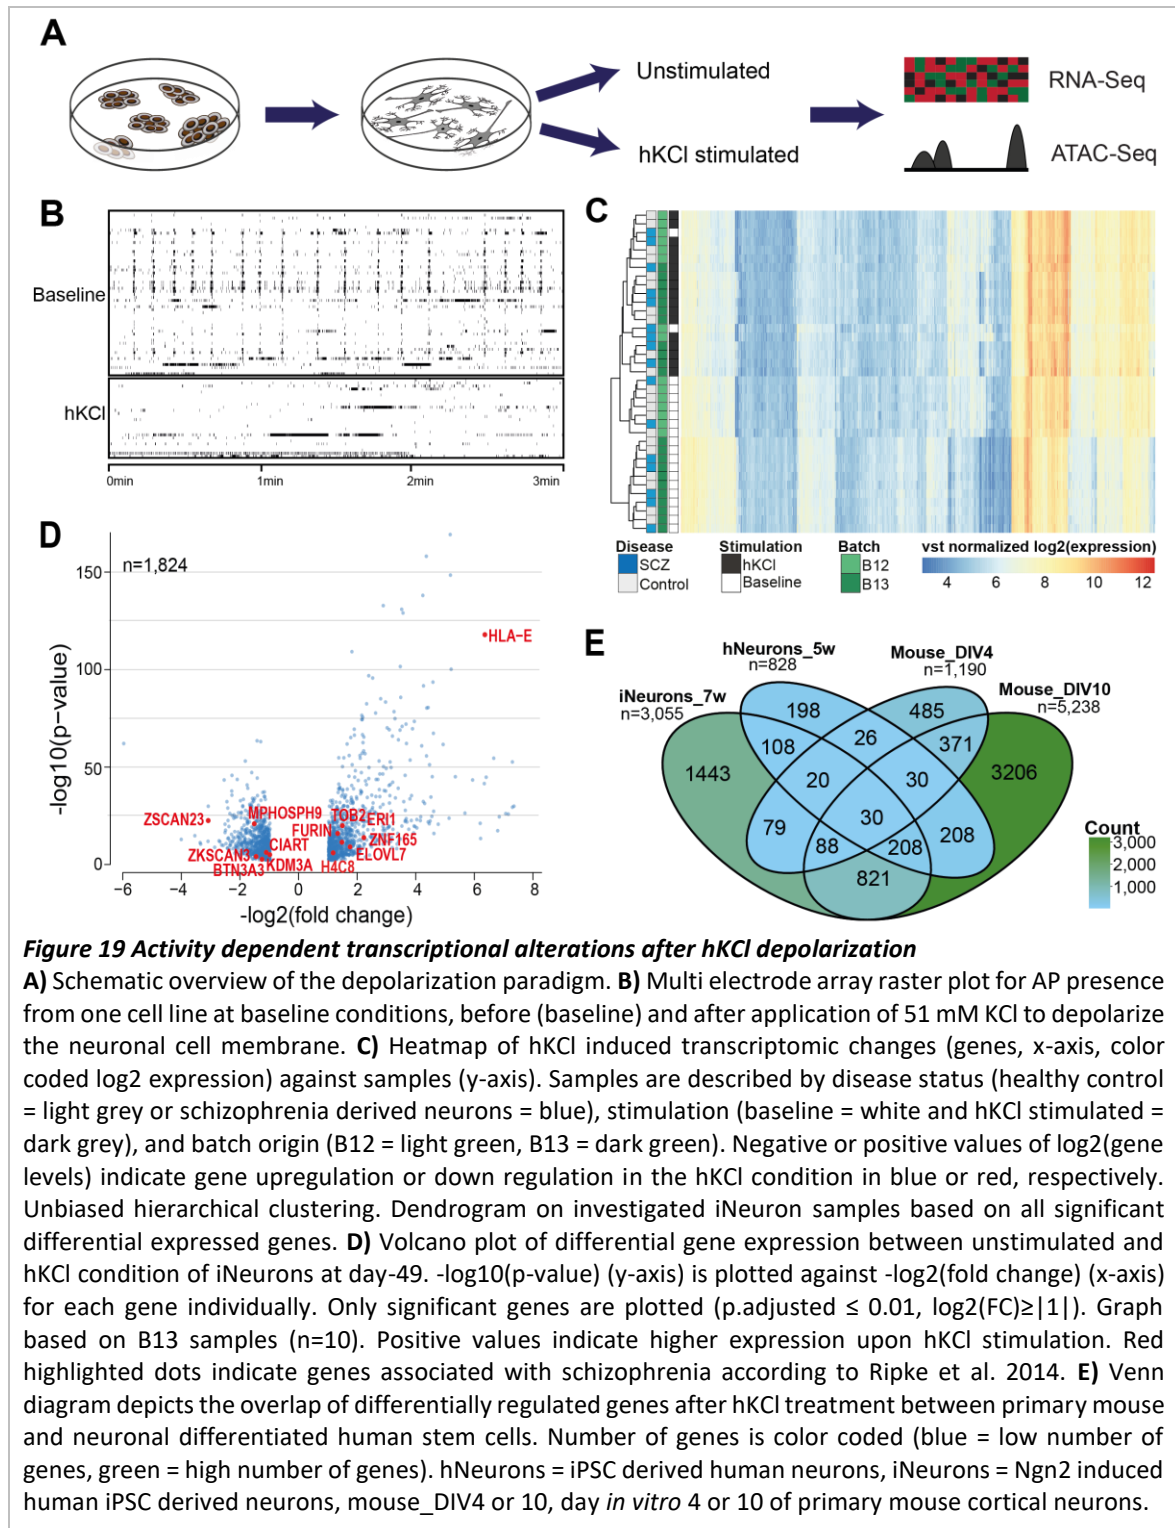 A
Unstimulated
hKCl stimulated
RNA-Seq
ATAC-Seq
B
Baseline
hKCl
0min
1min
2min
3min
C
Disease
SCZ
Control
Stimulation
hKCl
Baseline
Batch
B12
B13
vst normalized log2(expression)
4 6 8 10 12
D
n=1,824
150
100
50
0
-log10(p−value)
HLA−E
ZSCAN23
MPHOSPH9
TOB2
ERI1
FURIN
ZNF165
CIART
ELOVL7
ZKSCAN3
KDM3A
H4C8
BTN3A3
−6 −4 −2 0 2 4 6 8
-log2(fold change)
E
hNeurons_5w
n=828
Mouse_DIV4
n=1,190
iNeurons_7w
n=3,055
Mouse_DIV10
n=5,238
198 485
108 26 371
1443 20 30 3206
79 30 208
88 208
821
Count
3,000
2,000
1,000
Figure 19 Activity dependent transcriptional alterations after hKCl depolarization
A) Schematic overview of the depolarization paradigm. B) Multi electrode array raster plot for AP presence
from one cell line at baseline conditions, before (baseline) and after application of 51 mM KCl to depolarize
the neuronal cell membrane. C) Heatmap of hKCl induced transcriptomic changes (genes, x-axis, color
coded log2 expression) against samples (y-axis). Samples are described by disease status (healthy control
= light grey or schizophrenia derived neurons = blue), stimulation (baseline = white and hKCl stimulated =
dark grey), and batch origin (B12 = light green, B13 = dark green). Negative or positive values of log2(gene
levels) indicate gene upregulation or down regulation in the hKCl condition in blue or red, respectively.
Unbiased hierarchical clustering. Dendrogram on investigated iNeuron samples based on all significant
differential expressed genes. D) Volcano plot of differential gene expression between unstimulated and
hKCl condition of iNeurons at day-49. -log10(p-value) (y-axis) is plotted against -log2(fold change) (x-axis)
for each gene individually. Only significant genes are plotted (p.adjusted ≤ 0.01, log2(FC)≥|1|). Graph
based on B13 samples (n=10). Positive values indicate higher expression upon hKCl stimulation. Red
highlighted dots indicate genes associated with schizophrenia according to Ripke et al. 2014. E) Venn
diagram depicts the overlap of differentially regulated genes after hKCl treatment between primary mouse
and neuronal differentiated human stem cells. Number of genes is color coded (blue = low number of
genes, green = high number of genes). hNeurons = iPSC derived human neurons, iNeurons = Ngn2 induced
human iPSC derived neurons, mouse_DIV4 or 10, day in vitro 4 or 10 of primary mouse cortical neurons.